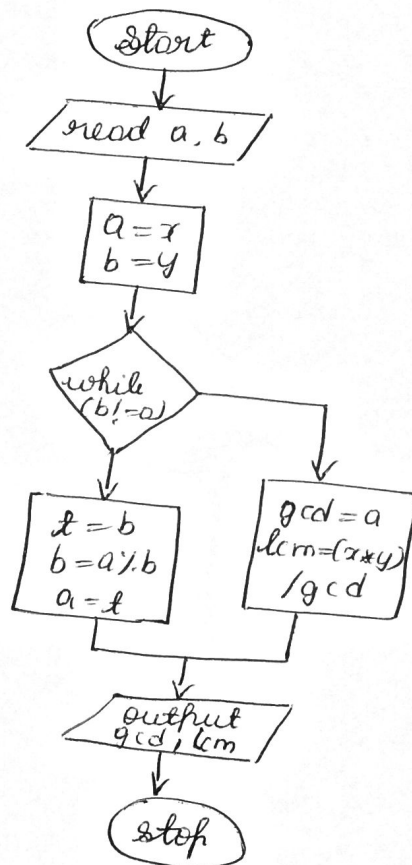 start
read a, b
a = x
b = y
while
(b!=0)
t = b
b = a%b
a = t
gcd = a
lcm=(x*y)
/gcd
output
gcd, lcm
stop